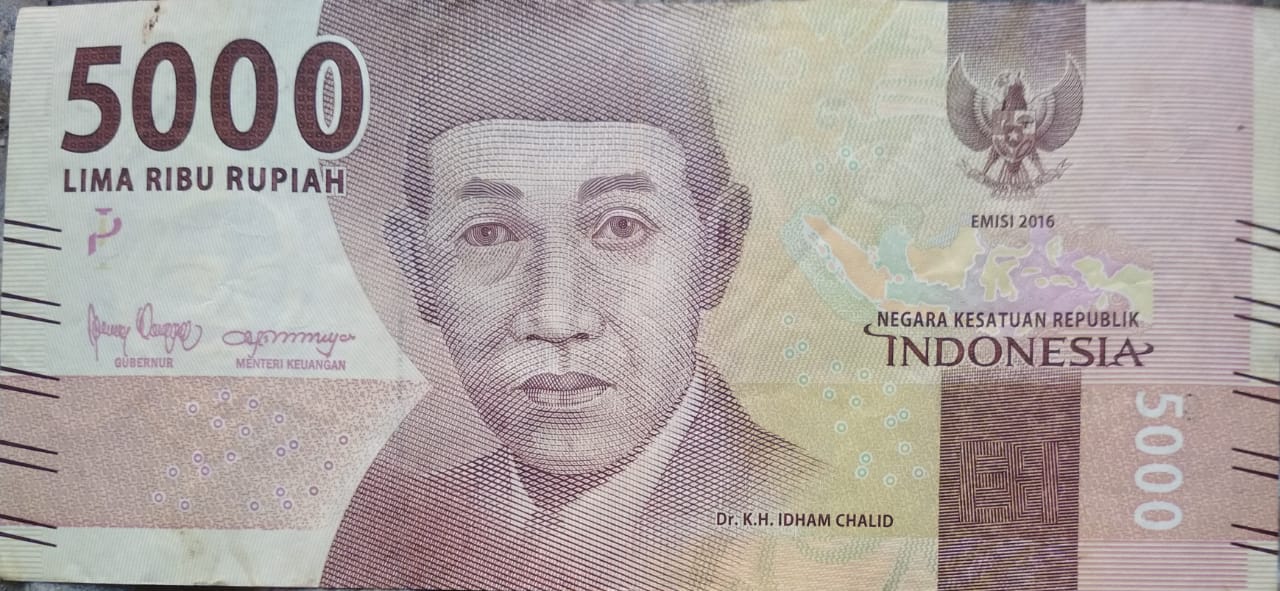 5000
LIMA RIBU RUPIAH
GUBERNUR
MENTERI KEUANGAN
Dr. K.H. IDHAM CHALID
EMISI 2016
NEGARA KESATUAN REPUBLIK
INDONESIA
5000